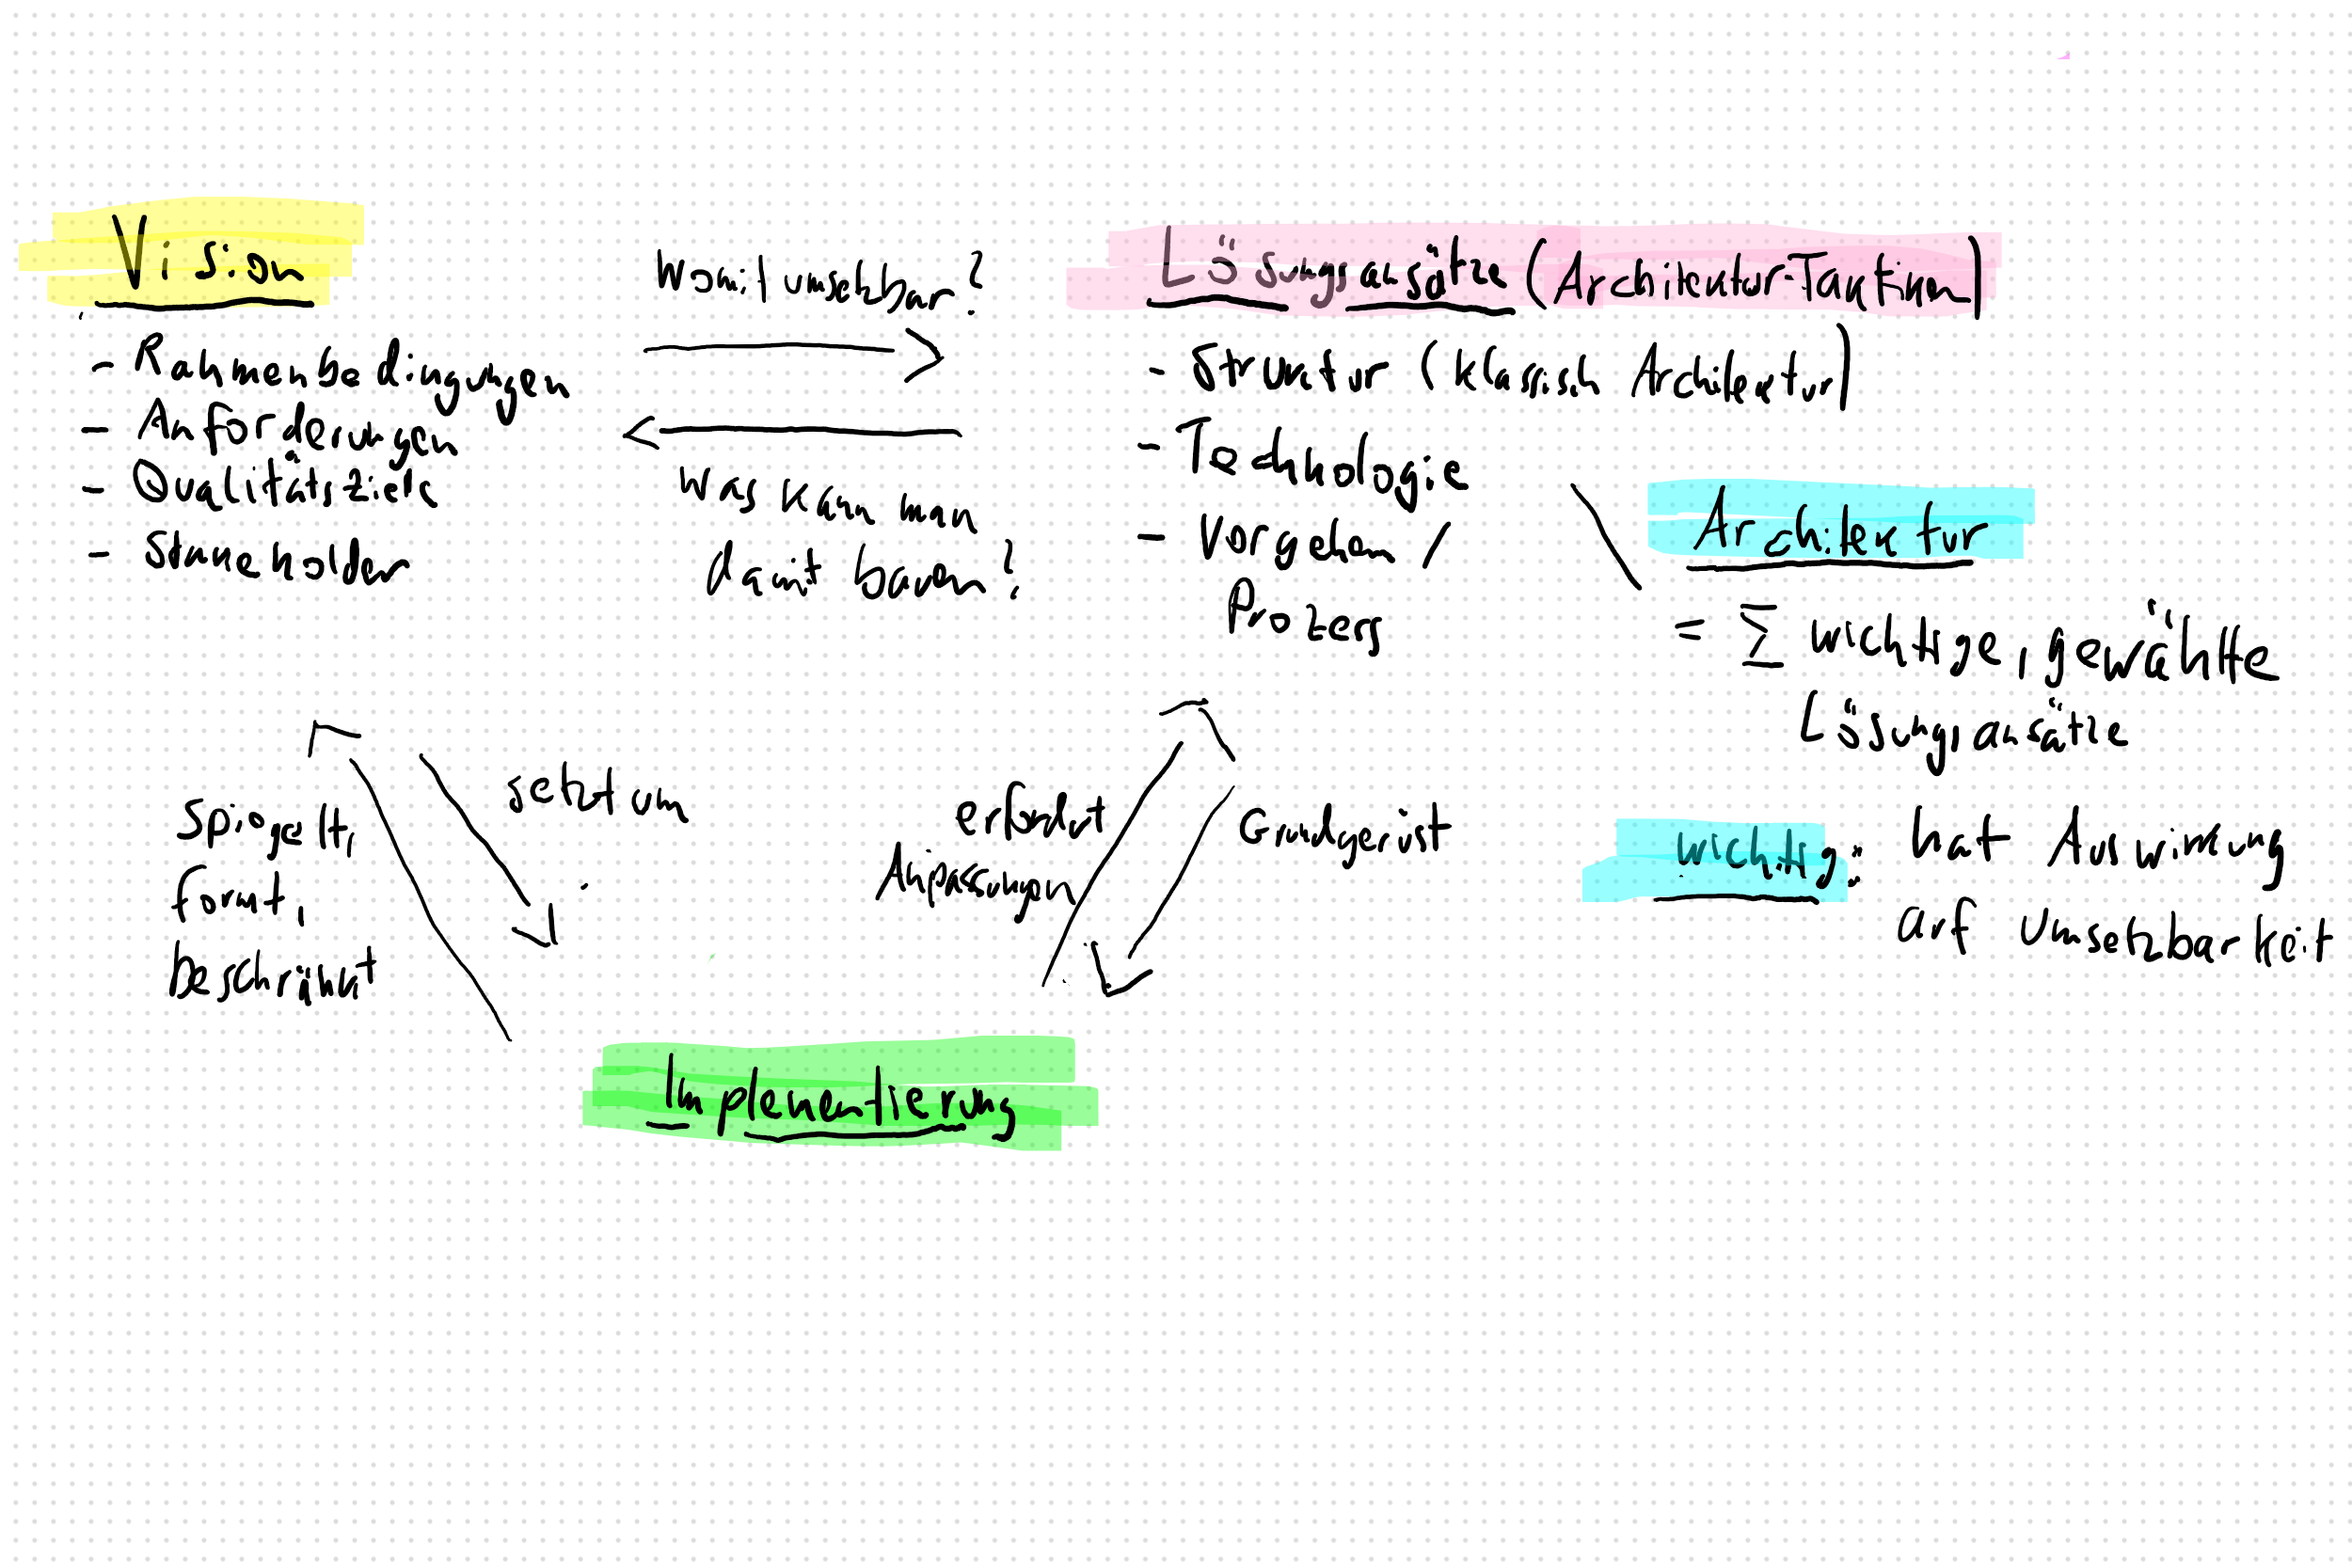 Vision
- Rahmenbedingungen
- Anforderungen
- Qualitätsziele
- Stakeholder
Womit umsetzbar?
Was kann man
damit bauen?
Lösungsansätze (Architektur-Taktiken)
- Struktur (klassisch Architektur)
- Technologie
- Vorgehen /
Prozess
Architektur
= Σ wichtige, gewählte
Lösungsansätze
wichtig: hat Auswirkung
auf Umsetzbarkeit
spiegelt,
formt,
beschränkt
setzt um
erfordert
Anpassungen
Grundgerüst
Implementierung